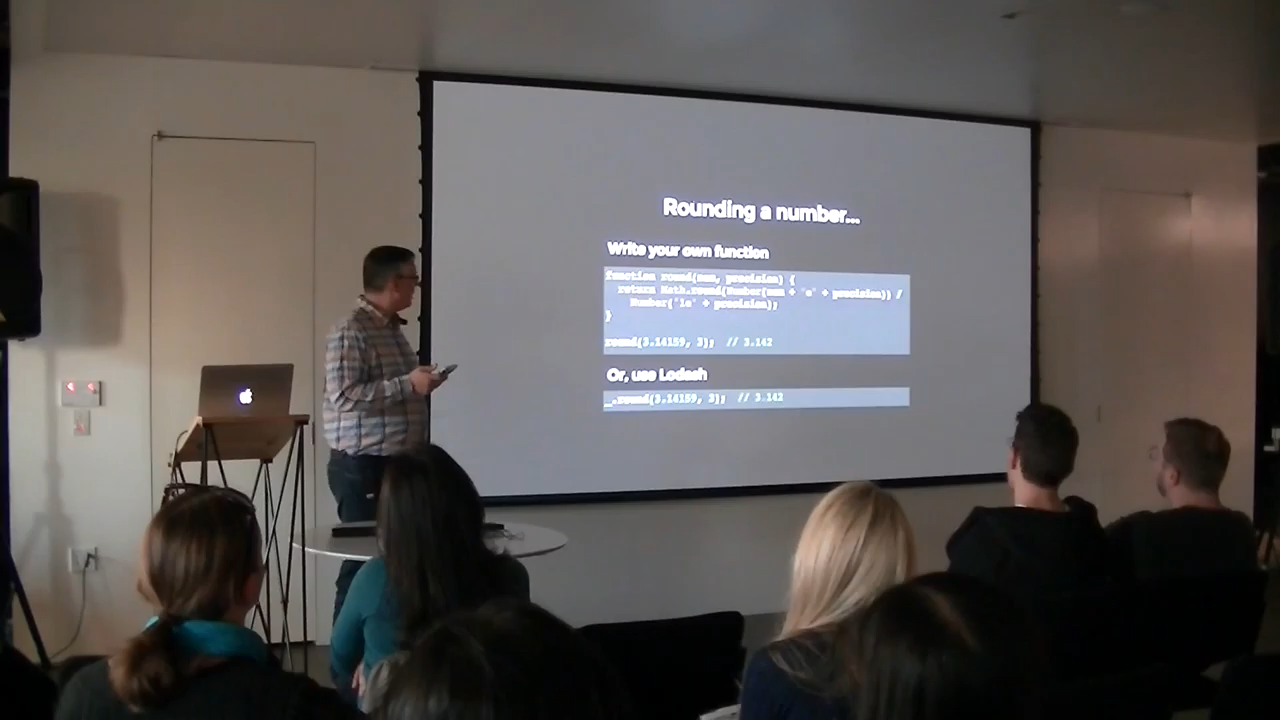 Rounding a number...
Write your own function
function round(num, precision) {
return Math.round(Number(num + 'e' + precision)) /
Number('1e' + precision);
}
round(3.14159, 3); // 3.142
Or, use Lodash
_.round(3.14159, 3); // 3.142